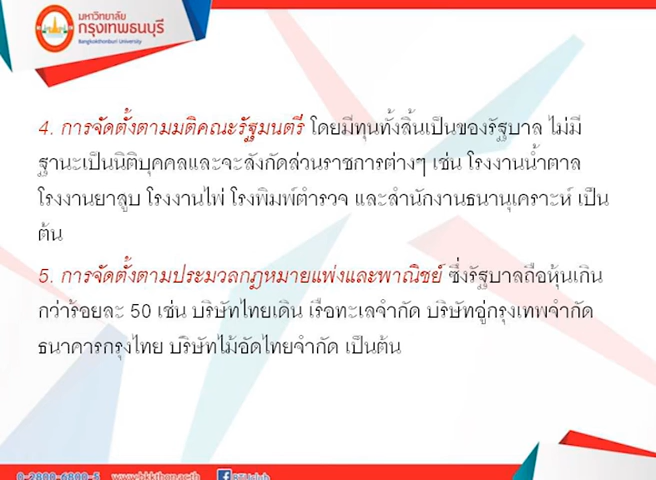 มหาวิทยาลัย
กรุงเทพธนบุรี
Bangkokthonburi University
4. การจัดตั้งตามมติคณะรัฐมนตรี โดยมีทุนทั้งสิ้นเป็นของรัฐบาล ไม่มี
ฐานะเป็นนิติบุคคลและจะสังกัดส่วนราชการต่างๆ เช่น โรงงานน้ำตาล
โรงงานยาสูบ โรงงานไพ่ โรงพิมพ์ตำรวจ และสำนักงานธนานุเคราะห์ เป็น
ต้น
5. การจัดตั้งตามประมวลกฎหมายแพ่งและพาณิชย์ ซึ่งรัฐบาลถือหุ้นเกิน
กว่าร้อยละ 50 เช่น บริษัทไทยเดิน เรือทะเลจำกัด บริษัทอู่กรุงเทพจำกัด
ธนาคารกรุงไทย บริษัทไม้อัดไทยจำกัด เป็นต้น
0-2800-6800-5 www.bkkthon.ac.th